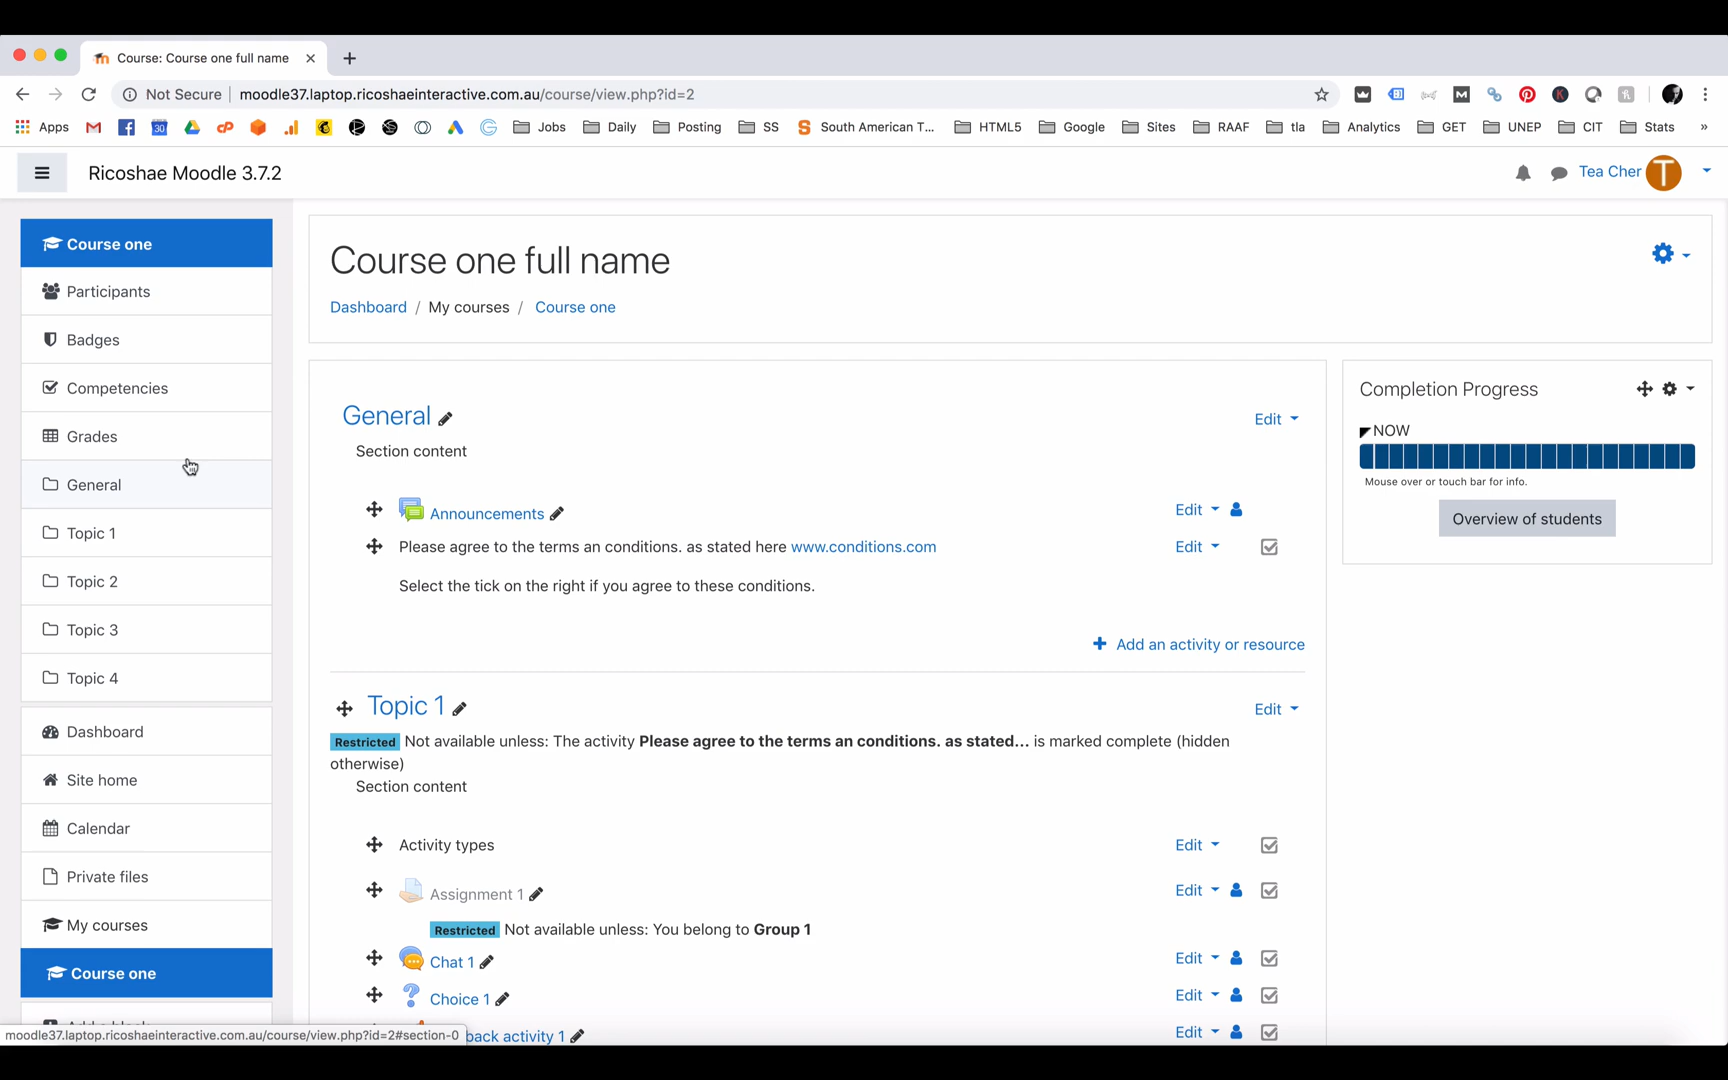 Course: Course one full name
Not Secure moodle37.laptop.ricoshaeinteractive.com.au/course/view.php?id=2
Apps Jobs Daily Posting SS South American T... HTML5 Google Sites RAAF tla Analytics GET UNEP CIT Stats »
Ricoshae Moodle 3.7.2
Tea Cher T
Course one
Participants
Badges
Competencies
Grades
General
Topic 1
Topic 2
Topic 3
Topic 4
Dashboard
Site home
Calendar
Private files
My courses
Course one
moodle37.laptop.ricoshaeinteractive.com.au/course/view.php?id=2#section-0
Course one full name
Dashboard / My courses / Course one
General Edit
Section content
Announcements Edit
Please agree to the terms an conditions. as stated here www.conditions.com Edit
Select the tick on the right if you agree to these conditions.
+ Add an activity or resource
Topic 1 Edit
Restricted Not available unless: The activity Please agree to the terms an conditions. as stated... is marked complete (hidden
otherwise)
Section content
Activity types Edit
Assignment 1 Edit
Restricted Not available unless: You belong to Group 1
Chat 1 Edit
Choice 1 Edit
back activity 1 Edit
Completion Progress
NOW
Mouse over or touch bar for info.
Overview of students